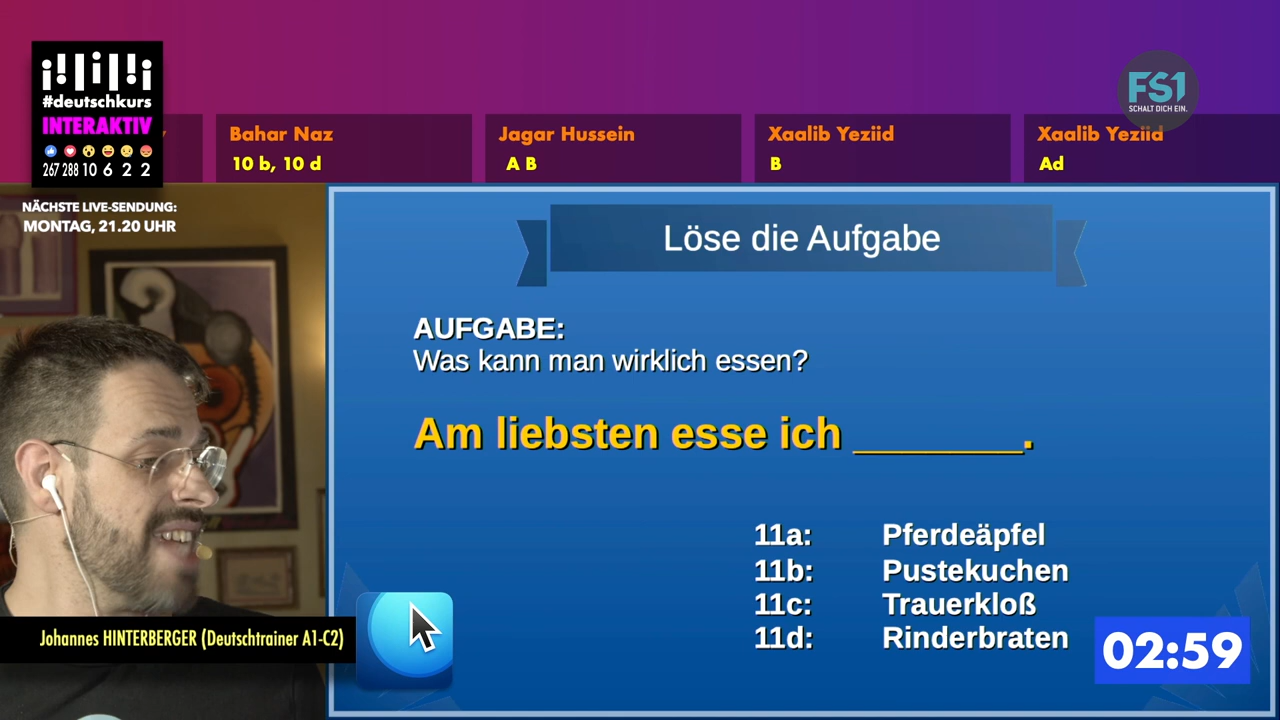 #deutschkurs
INTERAKTIV
267 288 10 6 2 2
FS1
SCHALT DICH EIN.
Bahar Naz
10 b, 10 d
Jagar Hussein
A B
Xaalib Yeziid
B
Xaalib Yeziid
Ad
NÄCHSTE LIVE-SENDUNG:
MONTAG, 21.20 UHR
Löse die Aufgabe
AUFGABE:
Was kann man wirklich essen?
Am liebsten esse ich _______.
11a: Pferdeäpfel
11b: Pustekuchen
11c: Trauerkloß
11d: Rinderbraten
Johannes HINTERBERGER (Deutschtrainer A1-C2)
02:59